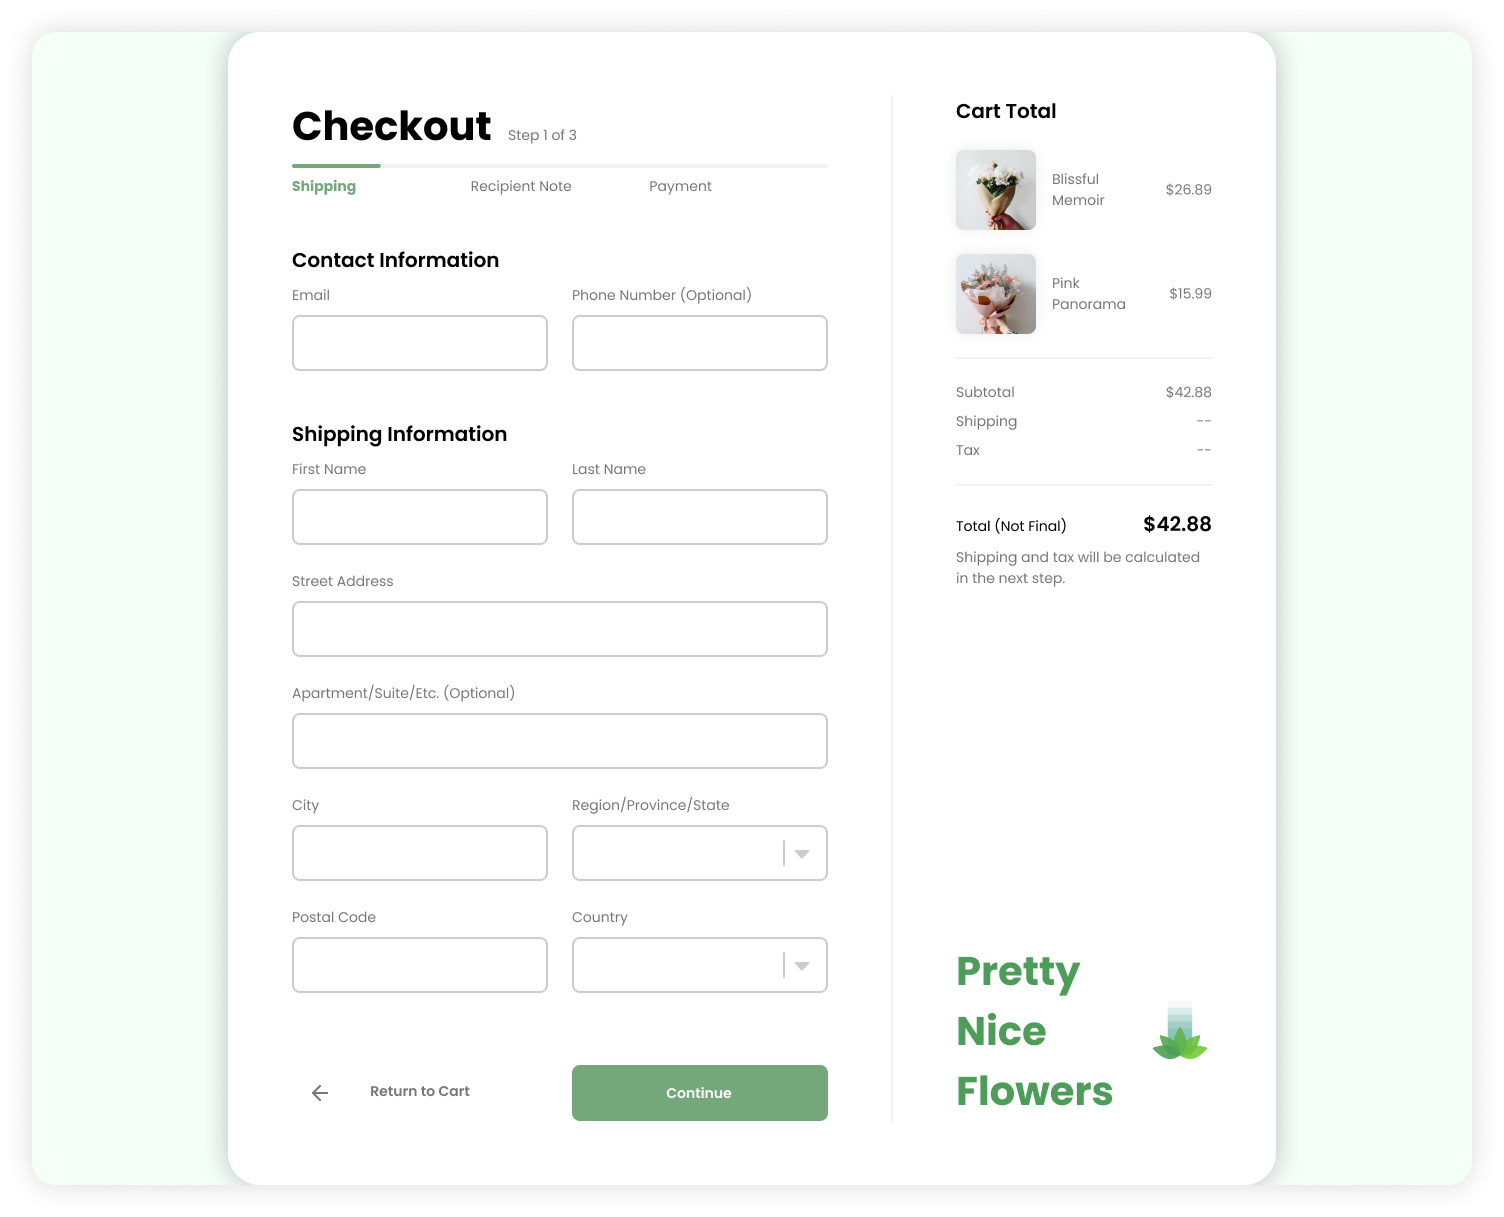 Checkout
Step 1 of 3
Shipping
Recipient Note
Payment
Contact Information
Email
Phone Number (Optional)
Shipping Information
First Name
Last Name
Street Address
Apartment/Suite/Etc. (Optional)
City
Region/Province/State
Postal Code
Country
Return to Cart
Continue
Cart Total
Blissful
Memoir
$26.89
Pink
Panorama
$15.99
Subtotal
$42.88
Shipping
--
Tax
--
Total (Not Final)
$42.88
Shipping and tax will be calculated
in the next step.
Pretty
Nice
Flowers